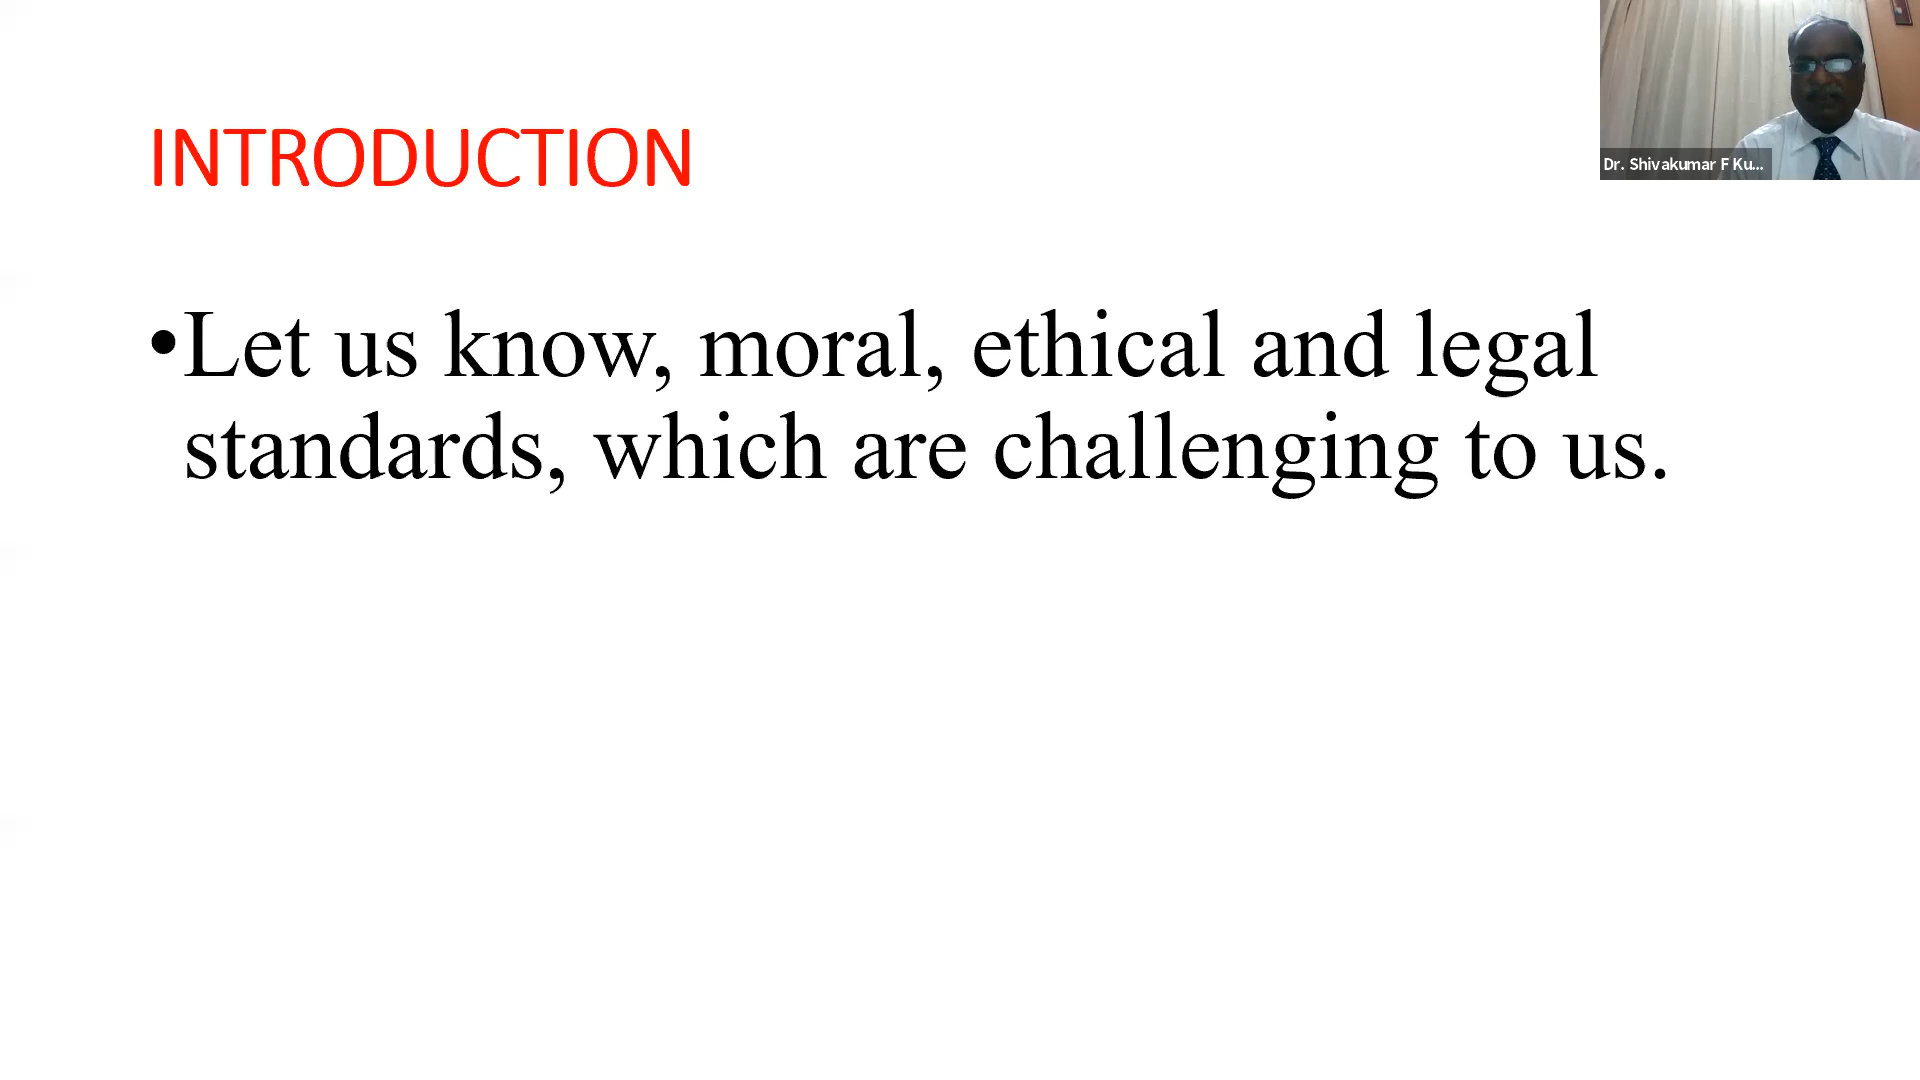 INTRODUCTION
Dr. Shivakumar F Ku...
•Let us know, moral, ethical and legal
standards, which are challenging to us.